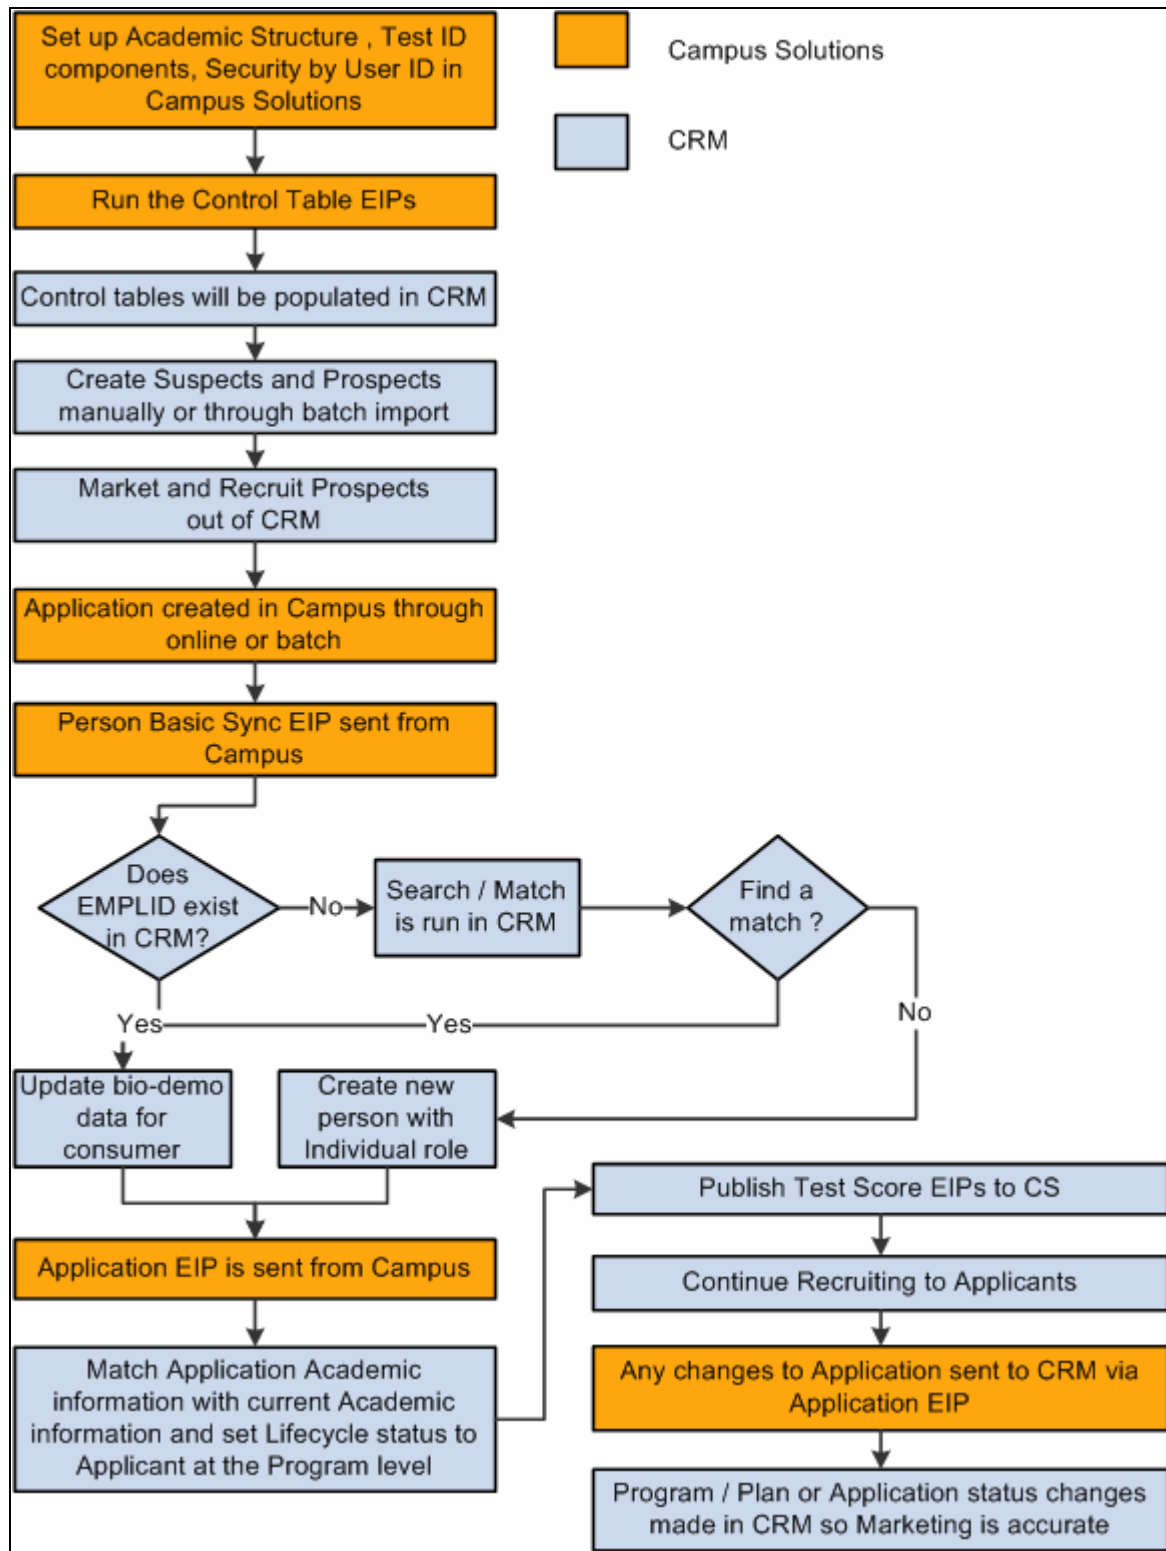 Set up Academic Structure , Test ID
components, Security by User ID in
Campus Solutions
Campus Solutions
CRM
Run the Control Table EIPs
Control tables will be populated in CRM
Create Suspects and Prospects
manually or through batch import
Market and Recruit Prospects
out of CRM
Application created in Campus through
online or batch
Person Basic Sync EIP sent from
Campus
Does
EMPLID exist
in CRM?
No
Search / Match
is run in CRM
Find a
match ?
No
Yes
Yes
Update bio-demo
data for
consumer
Create new
person with
Individual role
Application EIP is sent from Campus
Match Application Academic
information with current Academic
information and set Lifecycle status to
Applicant at the Program level
Publish Test Score EIPs to CS
Continue Recruiting to Applicants
Any changes to Application sent to CRM via
Application EIP
Program / Plan or Application status changes
made in CRM so Marketing is accurate